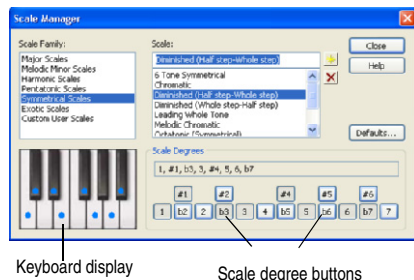 Scale Manager
Scale Family:
Major Scales
Melodic Minor Scales
Harmonic Scales
Pentatonic Scales
Symmetrical Scales
Exotic Scales
Custom User Scales
Scale:
Diminished (Half step-Whole step)
6 Tone Symmetrical
Chromatic
Diminished (Half step-Whole step)
Diminished (Whole step-Half step)
Leading Whole Tone
Melodic Chromatic
Octatonic (Symmetrical)
Close
Help
Defaults...
Scale Degrees
1, #1, b3, 3, #4, 5, 6, b7
#1 #2 #4 #5 #6
1 b2 2 b3 3 4 b5 5 b6 6 b7 7
Keyboard display
Scale degree buttons